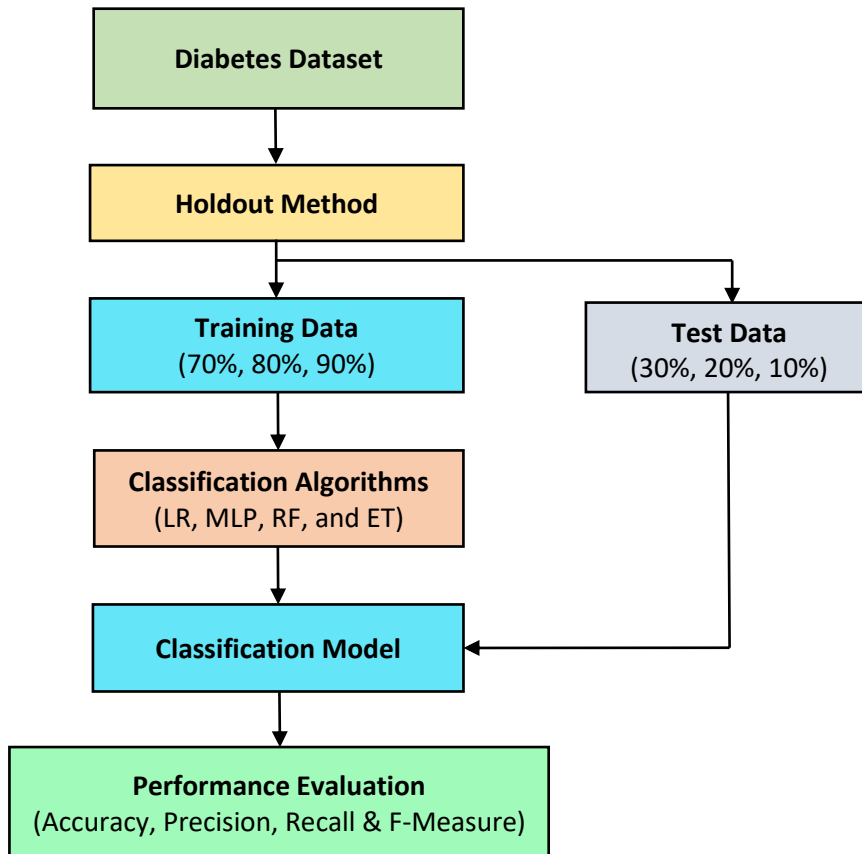 Diabetes Dataset
Holdout Method
Training Data
(70%, 80%, 90%)
Test Data
(30%, 20%, 10%)
Classification Algorithms
(LR, MLP, RF, and ET)
Classification Model
Performance Evaluation
(Accuracy, Precision, Recall & F-Measure)